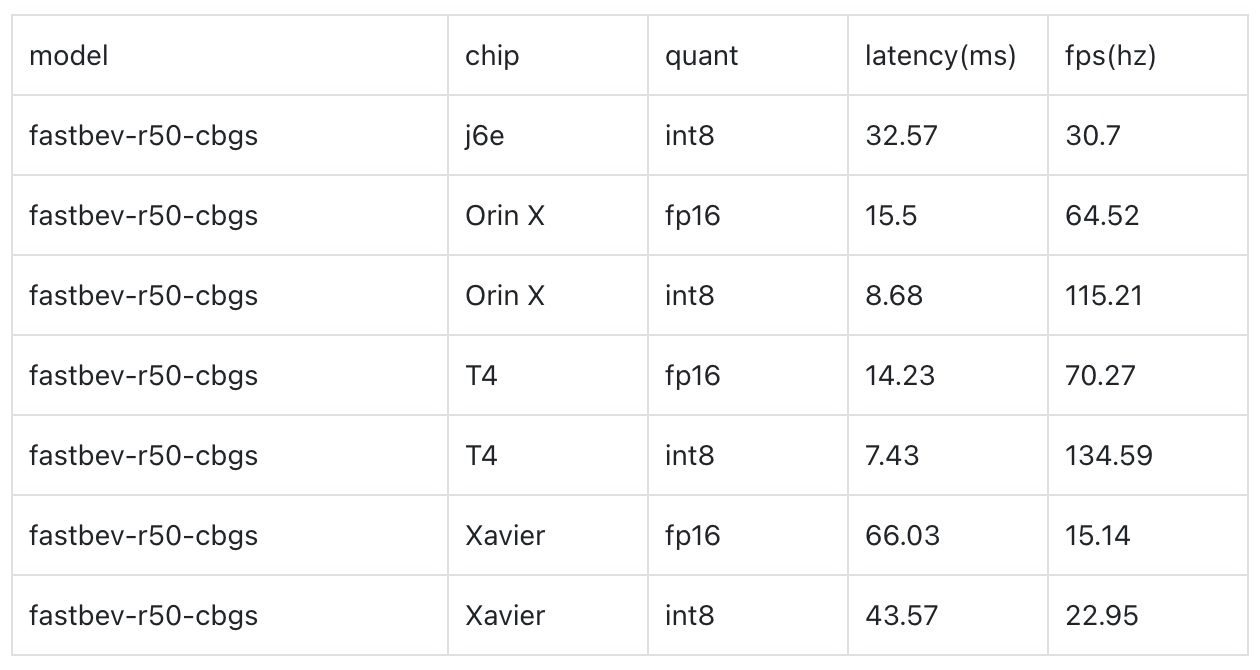 model chip quant latency(ms) fps(hz)
fastbev-r50-cbgs j6e int8 32.57 30.7
fastbev-r50-cbgs Orin X fp16 15.5 64.52
fastbev-r50-cbgs Orin X int8 8.68 115.21
fastbev-r50-cbgs T4 fp16 14.23 70.27
fastbev-r50-cbgs T4 int8 7.43 134.59
fastbev-r50-cbgs Xavier fp16 66.03 15.14
fastbev-r50-cbgs Xavier int8 43.57 22.95